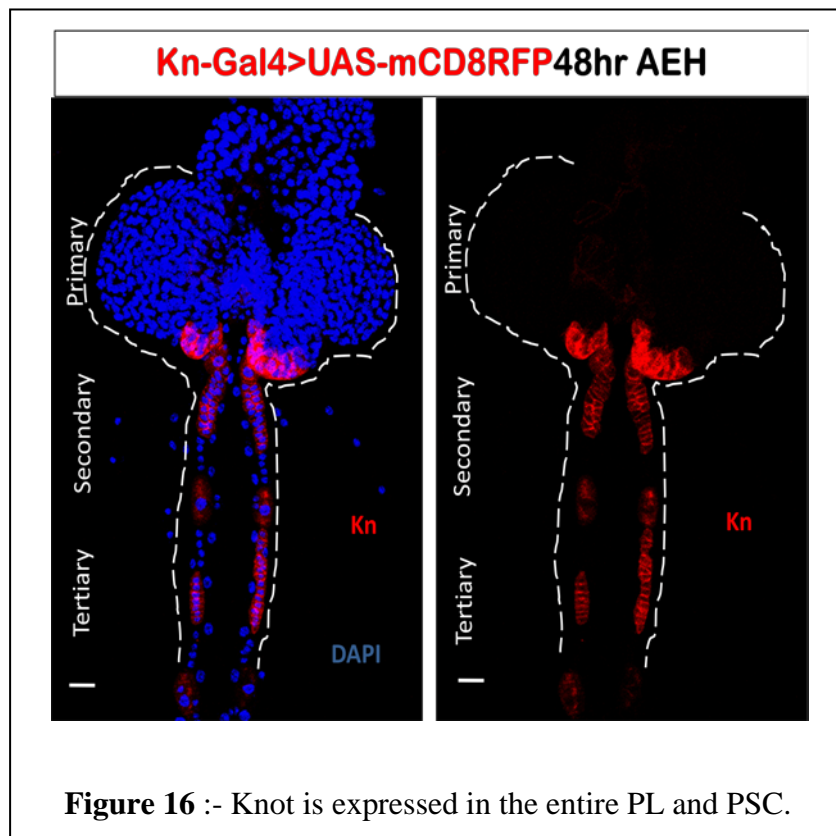 Kn-Gal4>UAS-mCD8RFP48hr AEH
Primary
Secondary
Tertiary
Kn
DAPI
Primary
Secondary
Tertiary
Kn
Figure 16 :- Knot is expressed in the entire PL and PSC.